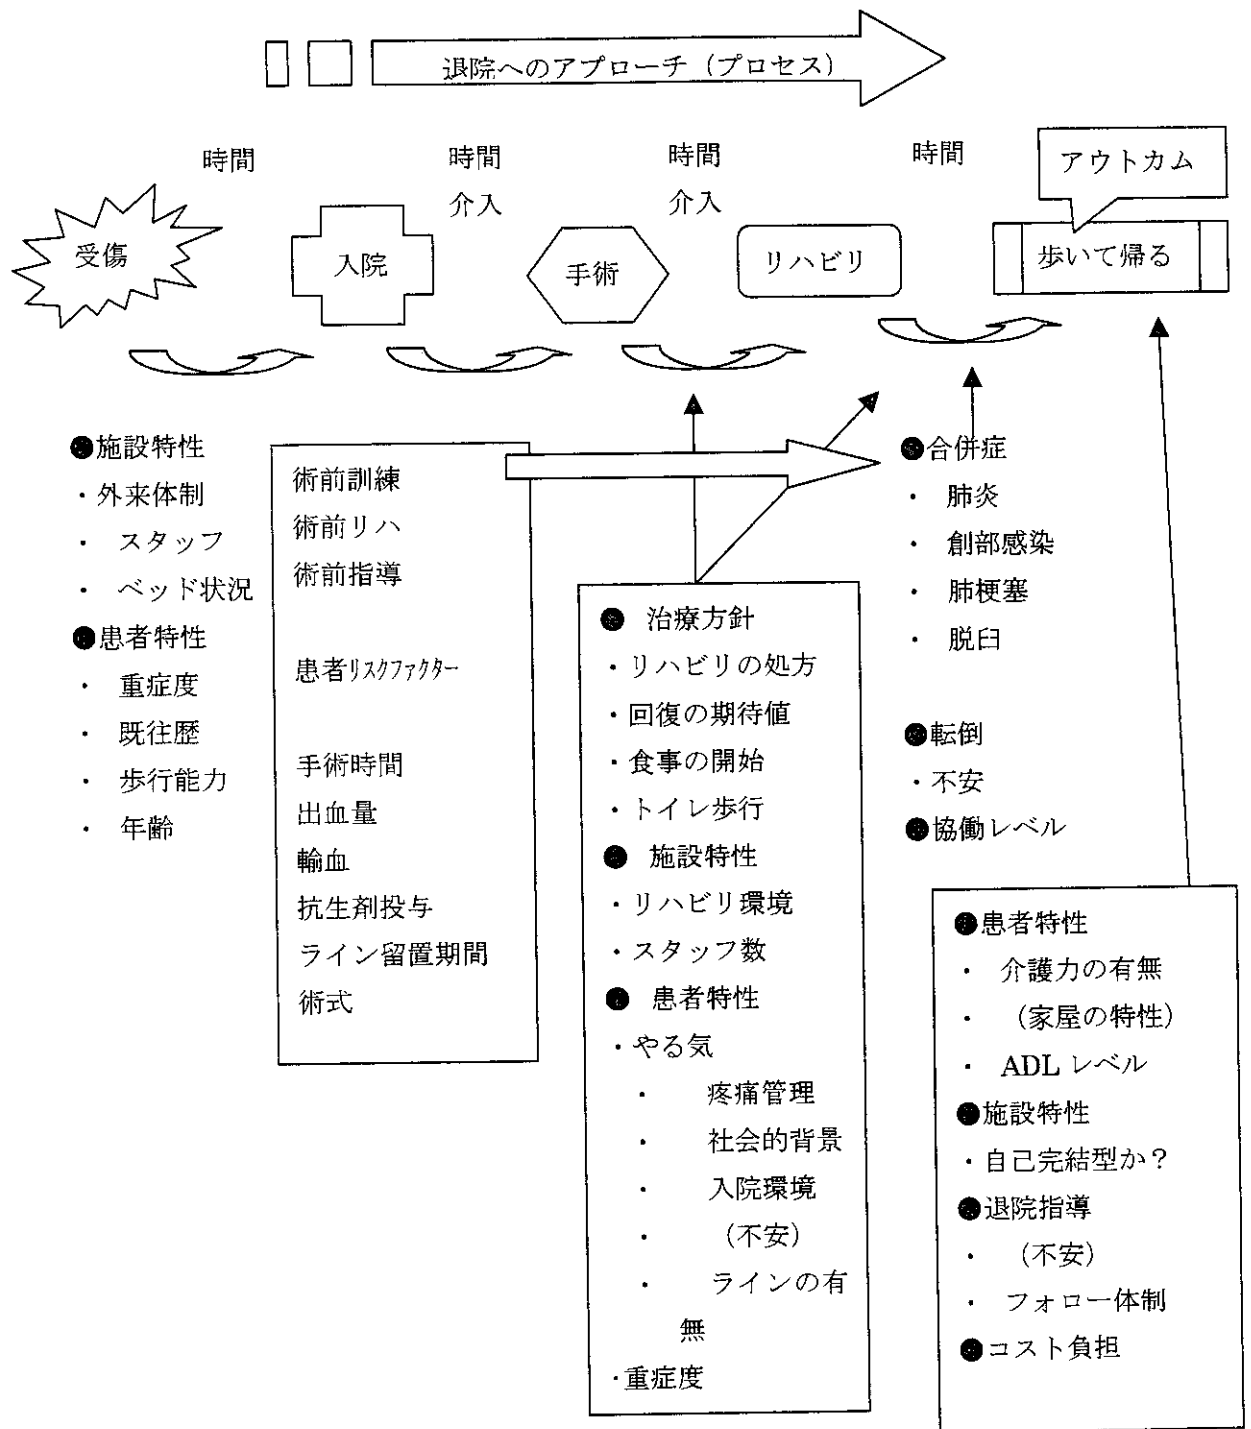 退院へのアプローチ（プロセス）
時間
時間
介入
時間
介入
時間
アウトカム
受傷
入院
手術
リハビリ
歩いて帰る
●施設特性
・外来体制
・ スタッフ
・ ベッド状況
●患者特性
・ 重症度
・ 既往歴
・ 歩行能力
・ 年齢
術前訓練
術前リハ
術前指導
患者ﾘｽｸﾌｧｸﾀｰ
手術時間
出血量
輸血
抗生剤投与
ライン留置期間
術式
● 治療方針
・リハビリの処方
・回復の期待値
・食事の開始
・トイレ歩行
● 施設特性
・リハビリ環境
・スタッフ数
● 患者特性
・やる気
・ 疼痛管理
・ 社会的背景
・ 入院環境
・ （不安）
・ ラインの有
無
・重症度
●合併症
・ 肺炎
・ 創部感染
・ 肺梗塞
・ 脱臼
●転倒
・不安
●協働レベル
●患者特性
・ 介護力の有無
・ （家屋の特性）
・ ADL レベル
●施設特性
・自己完結型か？
●退院指導
・ （不安）
・ フォロー体制
●コスト負担